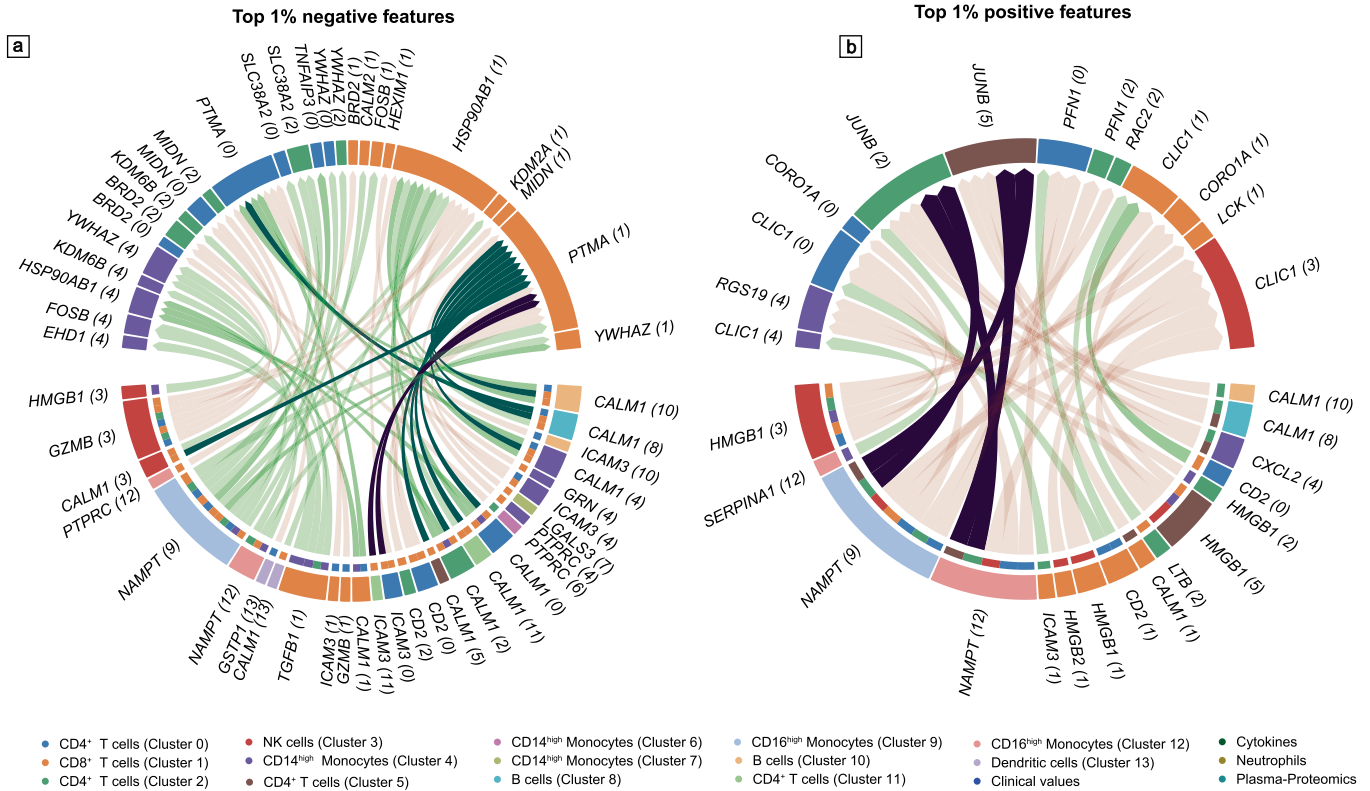 Top 1% negative features
Top 1% positive features
a
b
EHD1 (4)
FOSB (4)
HSP90AB1 (4)
KDM6B (4)
YWHAZ (4)
BRD2 (0)
BRD2 (2)
KDM6B (2)
MIDN (0)
MIDN (2)
PTMA (0)
SLC38A2 (0)
SLC38A2 (2)
TNFAIP3 (0)
YWHAZ (0)
YWHAZ (2)
BRD2 (1)
CALM2 (1)
FOSB (1)
HEXIM1 (1)
HSP90AB1 (1)
KDM2A (1)
MIDN (1)
PTMA (1)
YWHAZ (1)
CALM1 (10)
CALM1 (8)
ICAM3 (10)
CALM1 (4)
GRN (4)
ICAM3 (4)
LGALS3 (7)
PTPRC (4)
PTPRC (6)
CALM1 (0)
CALM1 (11)
CALM1 (2)
CALM1 (5)
CD2 (0)
CD2 (2)
ICAM3 (0)
ICAM3 (11)
CALM1 (1)
GZMB (1)
ICAM3 (1)
TGFB1 (1)
CALM1 (13)
GSTP1 (13)
NAMPT (12)
NAMPT (9)
PTPRC (12)
CALM1 (3)
GZMB (3)
HMGB1 (3)
CLIC1 (4)
RGS19 (4)
CLIC1 (0)
CORO1A (0)
JUNB (2)
JUNB (5)
PFN1 (0)
PFN1 (2)
RAC2 (2)
CLIC1 (1)
CORO1A (1)
LCK (1)
CLIC1 (3)
CALM1 (10)
CALM1 (8)
CXCL2 (4)
CD2 (0)
HMGB1 (2)
HMGB1 (5)
LTB (2)
CALM1 (1)
CD2 (1)
HMGB1 (1)
HMGB2 (1)
ICAM3 (1)
NAMPT (12)
NAMPT (9)
SERPINA1 (12)
HMGB1 (3)
CD4+ T cells (Cluster 0)
CD8+ T cells (Cluster 1)
CD4+ T cells (Cluster 2)
NK cells (Cluster 3)
CD14high Monocytes (Cluster 4)
CD4+ T cells (Cluster 5)
CD14high Monocytes (Cluster 6)
CD14high Monocytes (Cluster 7)
B cells (Cluster 8)
CD16high Monocytes (Cluster 9)
B cells (Cluster 10)
CD4+ T cells (Cluster 11)
CD16high Monocytes (Cluster 12)
Dendritic cells (Cluster 13)
Clinical values
Cytokines
Neutrophils
Plasma-Proteomics